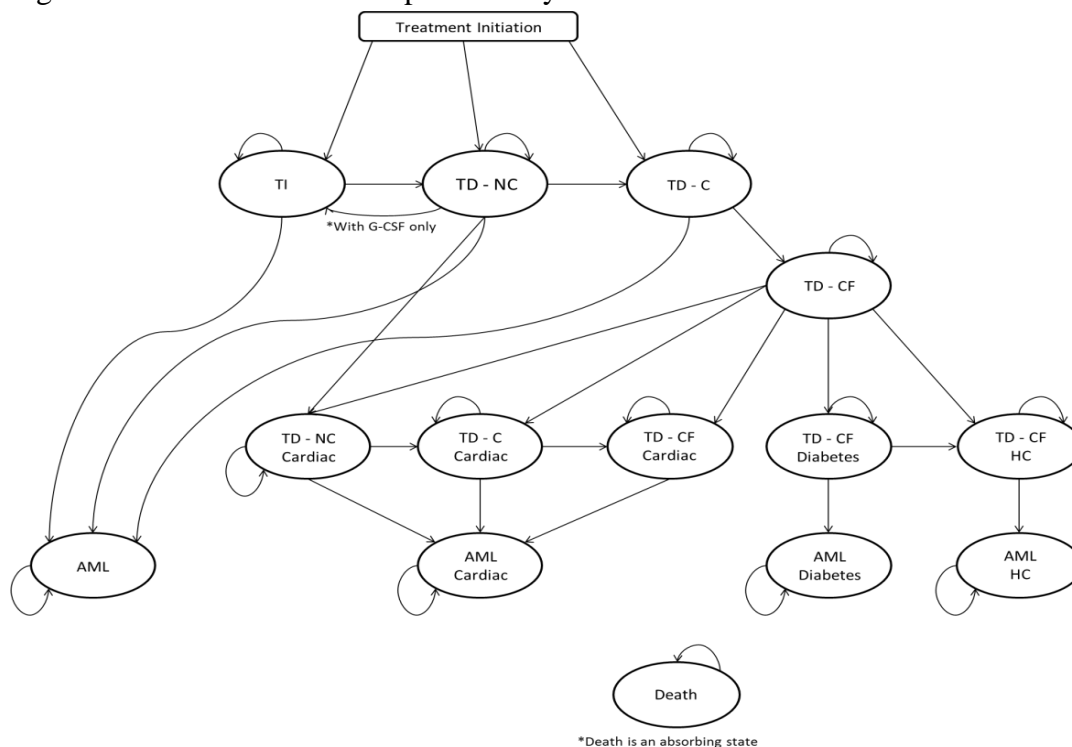 Treatment Initiation
TI
TD - NC
TD - C
*With G-CSF only
TD - CF
TD - NC
Cardiac
TD - C
Cardiac
TD - CF
Cardiac
TD - CF
Diabetes
TD - CF
HC
AML
AML
Cardiac
AML
Diabetes
AML
HC
Death
*Death is an absorbing state